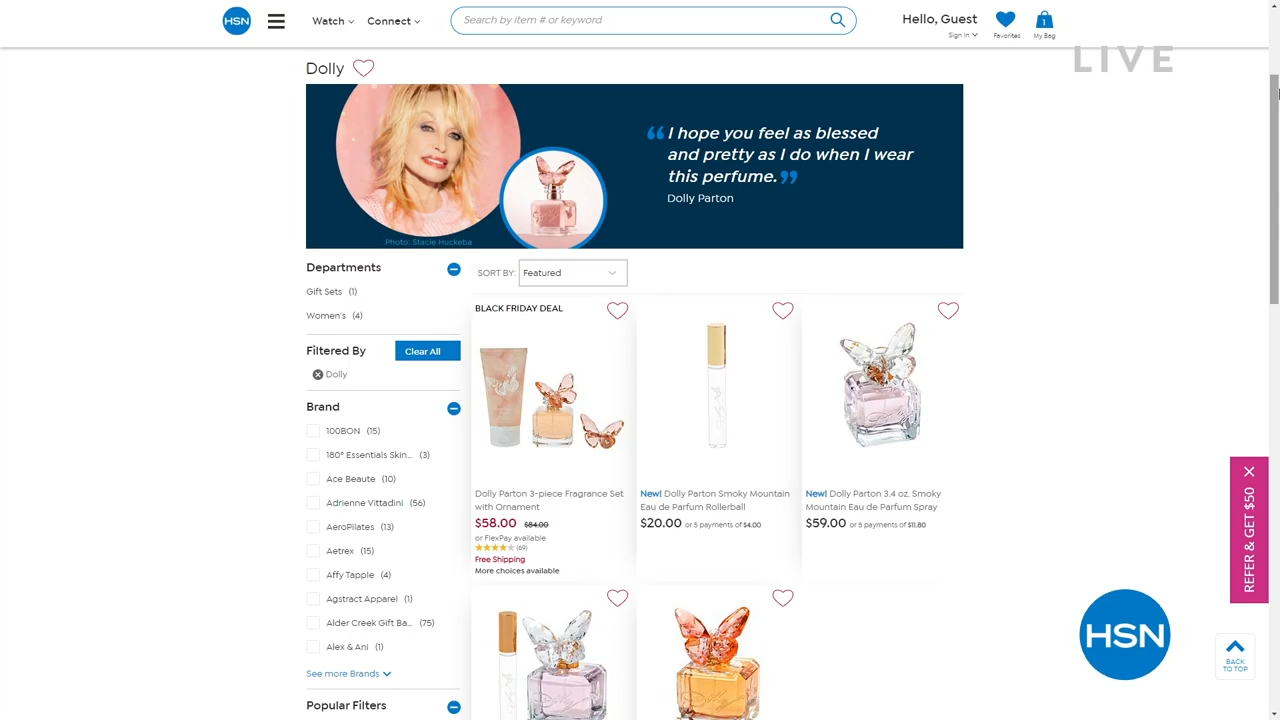 HSN
Watch
Connect
Search by item # or keyword
Hello, Guest
Sign In
Favorites
1
My Bag
LIVE
Dolly
“ I hope you feel as blessed
and pretty as I do when I wear
this perfume. ”
Dolly Parton
Photo: Stacie Huckeba
Departments
Gift Sets (1)
Women's (4)
Filtered By
Clear All
Dolly
Brand
100BON (15)
180° Essentials Skin... (3)
Ace Beaute (10)
Adrienne Vittadini (56)
AeroPilates (13)
Aetrex (15)
Affy Tapple (4)
Agstract Apparel (1)
Alder Creek Gift Ba... (75)
Alex & Ani (1)
See more Brands
Popular Filters
SORT BY: Featured
BLACK FRIDAY DEAL
Dolly Parton 3-piece Fragrance Set
with Ornament
$58.00 $84.00
or FlexPay available
(69)
Free Shipping
More choices available
New! Dolly Parton Smoky Mountain
Eau de Parfum Rollerball
$20.00 or 5 payments of $4.00
New! Dolly Parton 3.4 oz. Smoky
Mountain Eau de Parfum Spray
$59.00 or 5 payments of $11.80
REFER & GET $50
HSN
BACK
TO TOP